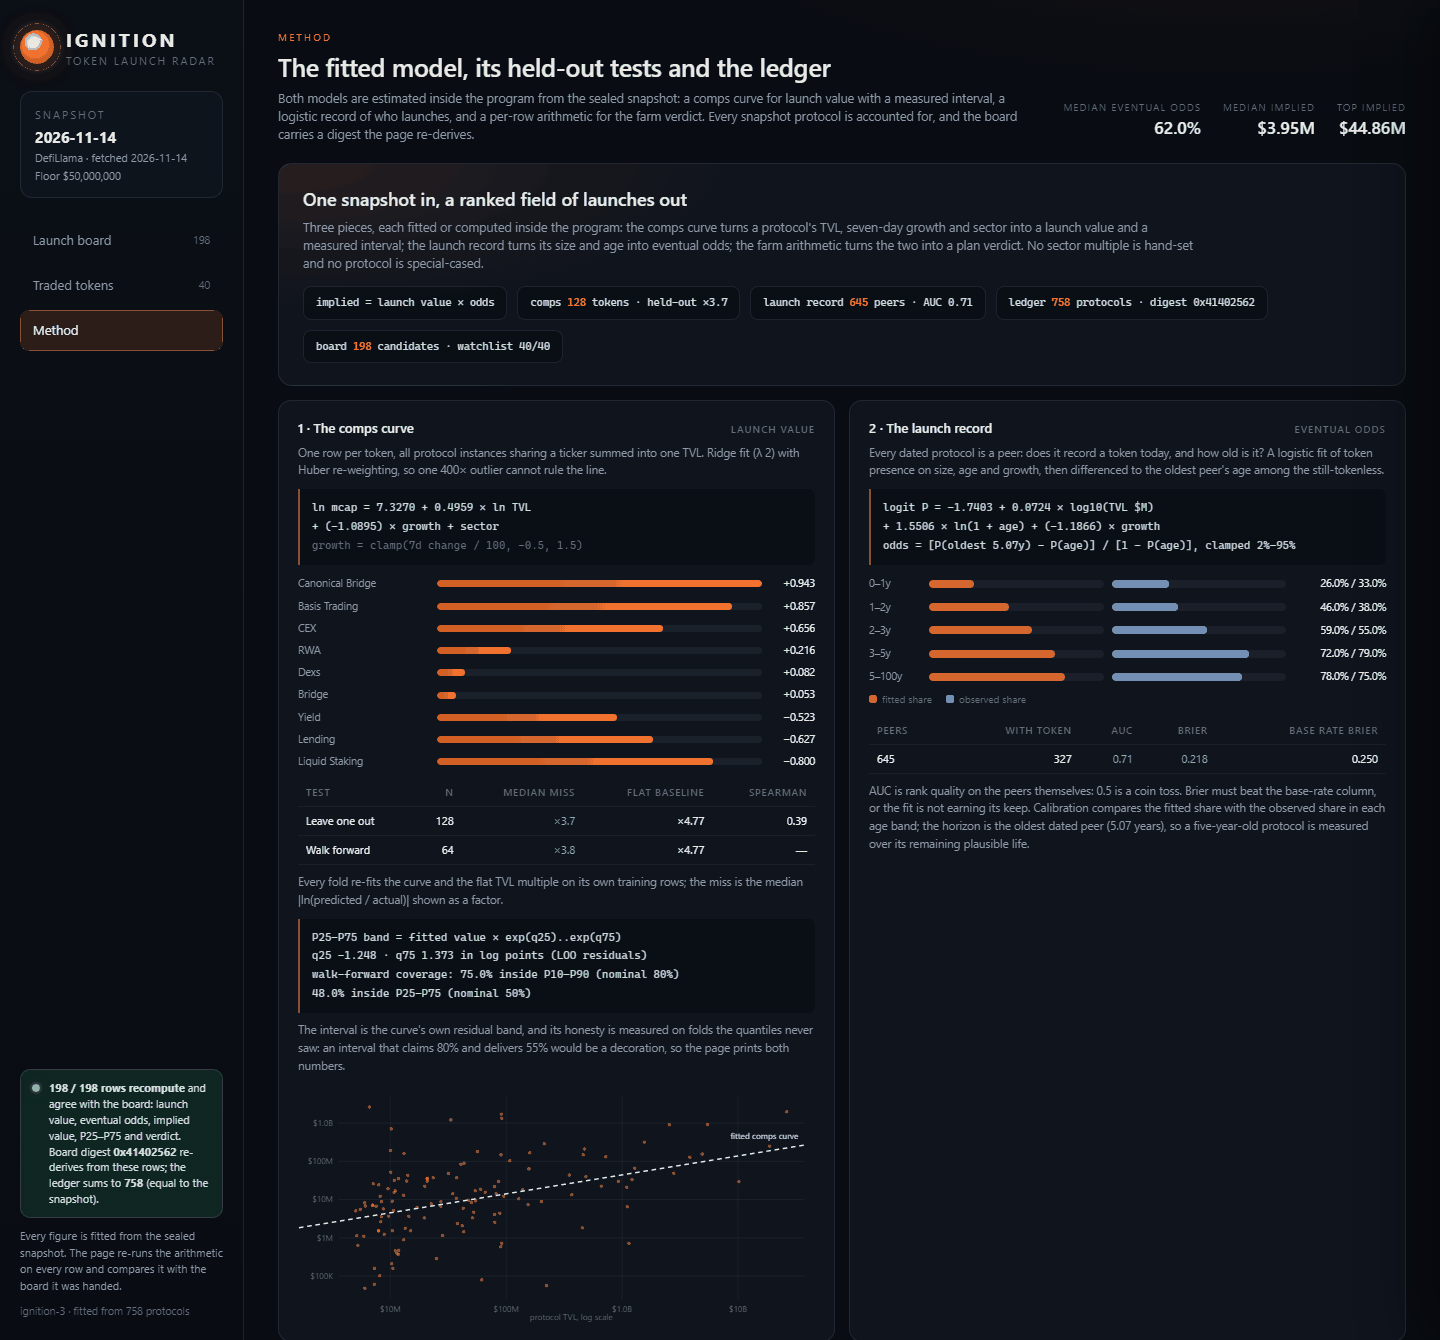 IGNITION
TOKEN LAUNCH RADAR
SNAPSHOT
2026-11-14
DefiLlama · fetched 2026-11-14
Floor $50,000,000
Launch board 198
Traded tokens 40
Method
198 / 198 rows recompute and
agree with the board: launch
value, eventual odds, implied
value, P25–P75 and verdict.
Board digest 0x41402562 re-
derives from these rows; the
ledger sums to 758 (equal to the
snapshot).
Every figure is fitted from the sealed
snapshot. The page re-runs the arithmetic
on every row and compares it with the
board it was handed.
ignition-3 · fitted from 758 protocols
METHOD
The fitted model, its held-out tests and the ledger
Both models are estimated inside the program from the sealed snapshot: a comps curve for launch value with a measured interval, a
logistic record of who launches, and a per-row arithmetic for the farm verdict. Every snapshot protocol is accounted for, and the board
carries a digest the page re-derives.
MEDIAN EVENTUAL ODDS
62.0%
MEDIAN IMPLIED
$3.95M
TOP IMPLIED
$44.86M
One snapshot in, a ranked field of launches out
Three pieces, each fitted or computed inside the program: the comps curve turns a protocol's TVL, seven-day growth and sector into a launch value and a
measured interval; the launch record turns its size and age into eventual odds; the farm arithmetic turns the two into a plan verdict. No sector multiple is hand-set
and no protocol is special-cased.
implied = launch value × odds
comps 128 tokens · held-out ×3.7
launch record 645 peers · AUC 0.71
ledger 758 protocols · digest 0x41402562
board 198 candidates · watchlist 40/40
1 · The comps curve LAUNCH VALUE
One row per token, all protocol instances sharing a ticker summed into one TVL. Ridge fit (λ 2) with
Huber re-weighting, so one 400× outlier cannot rule the line.
ln mcap = 7.3270 + 0.4959 × ln TVL
+ (−1.0895) × growth + sector
growth = clamp(7d change / 100, −0.5, 1.5)
Canonical Bridge +0.943
Basis Trading +0.857
CEX +0.656
RWA +0.216
Dexs +0.082
Bridge +0.053
Yield −0.523
Lending −0.627
Liquid Staking −0.800
TEST N MEDIAN MISS FLAT BASELINE SPEARMAN
Leave one out 128 ×3.7 ×4.77 0.39
Walk forward 64 ×3.8 ×4.77 —
Every fold re-fits the curve and the flat TVL multiple on its own training rows; the miss is the median
|ln(predicted / actual)| shown as a factor.
P25–P75 band = fitted value × exp(q25)..exp(q75)
q25 −1.248 · q75 1.373 in log points (LOO residuals)
walk-forward coverage: 75.0% inside P10–P90 (nominal 80%)
48.0% inside P25–P75 (nominal 50%)
The interval is the curve's own residual band, and its honesty is measured on folds the quantiles never
saw: an interval that claims 80% and delivers 55% would be a decoration, so the page prints both
numbers.
$1.0B
$100M
$10M
$1M
$100K
fitted comps curve
$10M $100M $1.0B $10B
protocol TVL, log scale
2 · The launch record EVENTUAL ODDS
Every dated protocol is a peer: does it record a token today, and how old is it? A logistic fit of token
presence on size, age and growth, then differenced to the oldest peer's age among the still-tokenless.
logit P = −1.7403 + 0.0724 × log10(TVL $M)
+ 1.5506 × ln(1 + age) + (−1.1866) × growth
odds = [P(oldest 5.07y) − P(age)] / [1 − P(age)], clamped 2%–95%
0–1y 26.0% / 33.0%
1–2y 46.0% / 38.0%
2–3y 59.0% / 55.0%
3–5y 72.0% / 79.0%
5–100y 78.0% / 75.0%
fitted share observed share
PEERS WITH TOKEN AUC BRIER BASE RATE BRIER
645 327 0.71 0.218 0.250
AUC is rank quality on the peers themselves: 0.5 is a coin toss. Brier must beat the base-rate column,
or the fit is not earning its keep. Calibration compares the fitted share with the observed share in each
age band; the horizon is the oldest dated peer (5.07 years), so a five-year-old protocol is measured
over its remaining plausible life.